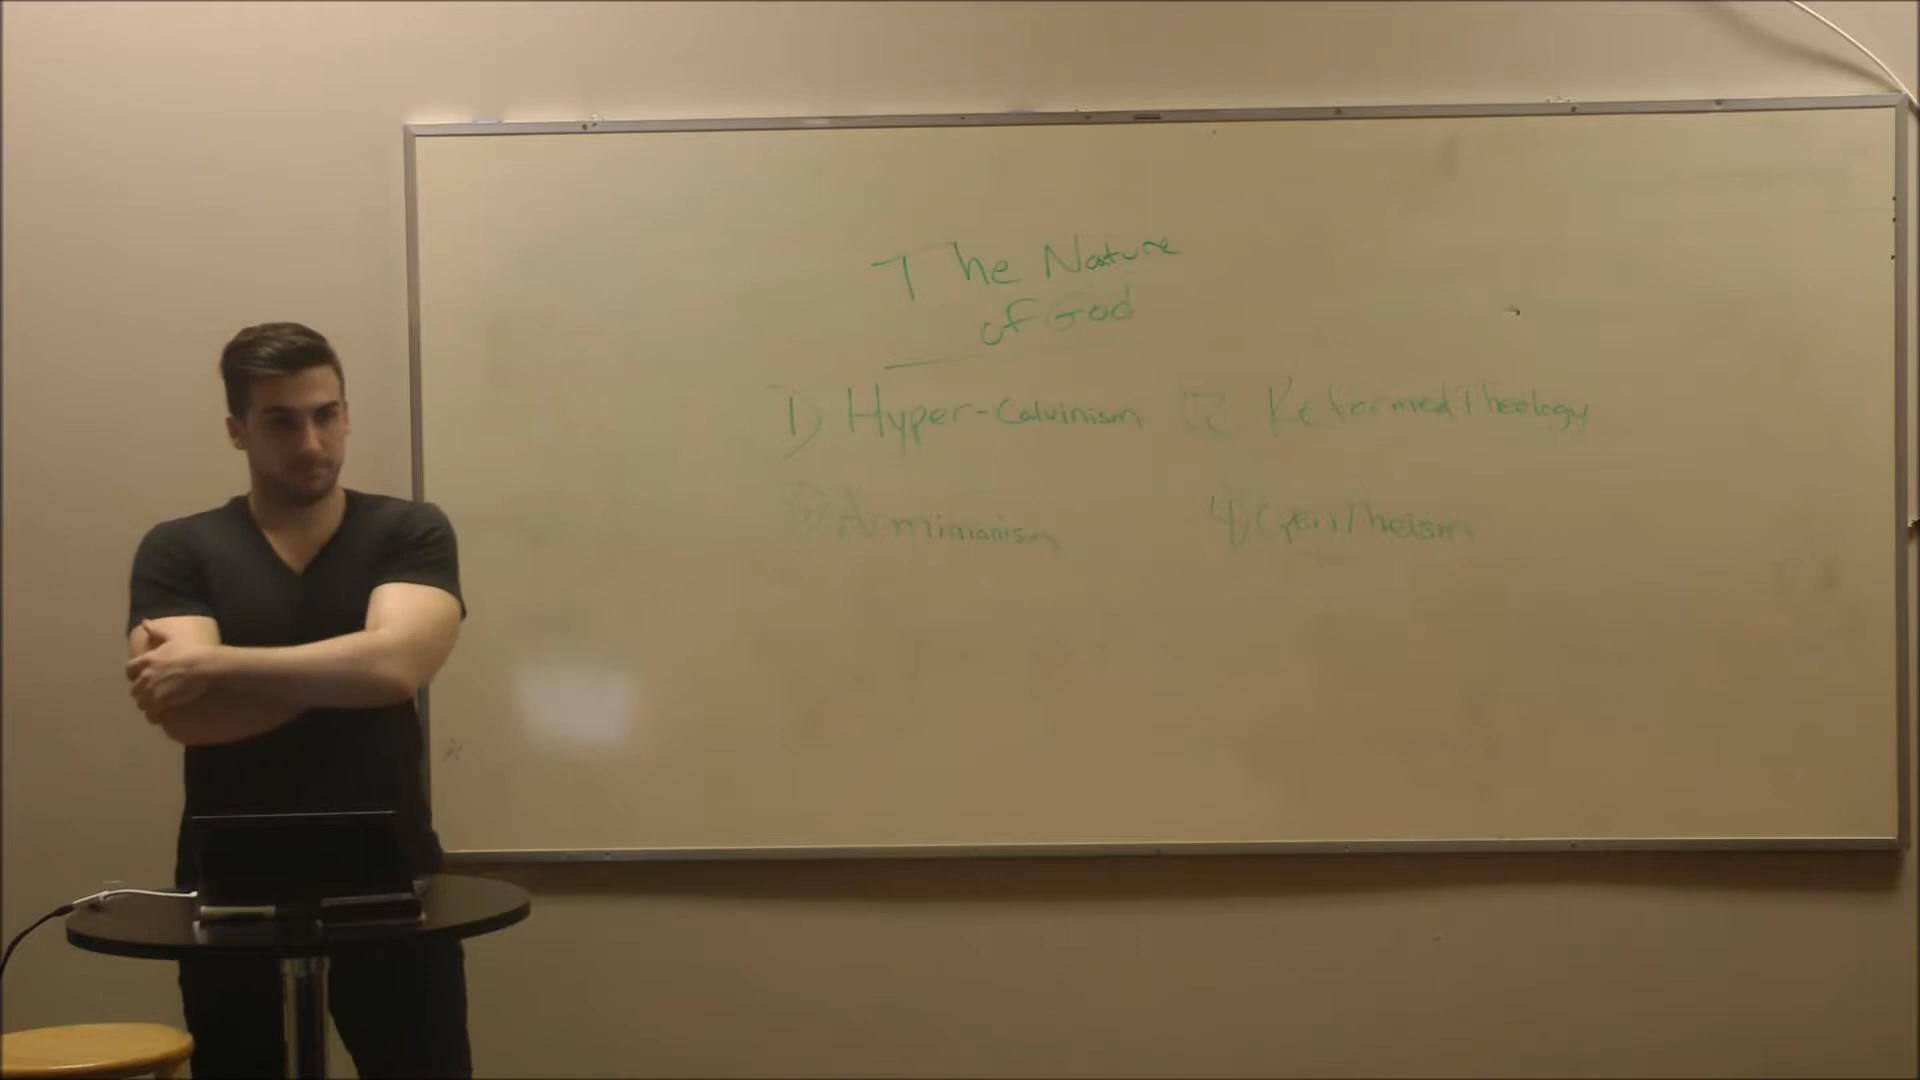 The Nature
of God
1) Hyper-Calvinism 2) Reformed Theology
3) Arminianism 4) Open Theism